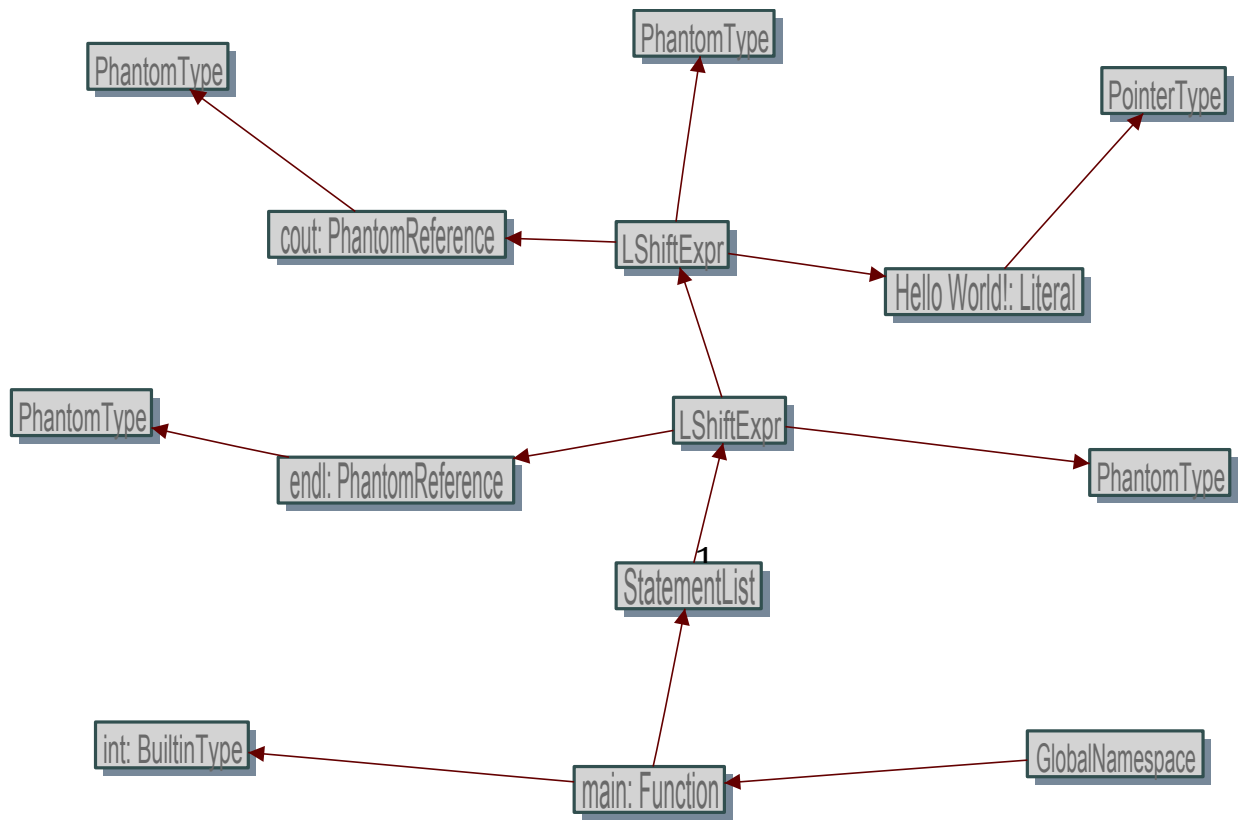 PhantomType
PhantomType
PointerType
cout: PhantomReference
LShiftExpr
Hello World!: Literal
PhantomType
LShiftExpr
endl: PhantomReference
PhantomType
1
StatementList
int: BuiltinType
GlobalNamespace
main: Function